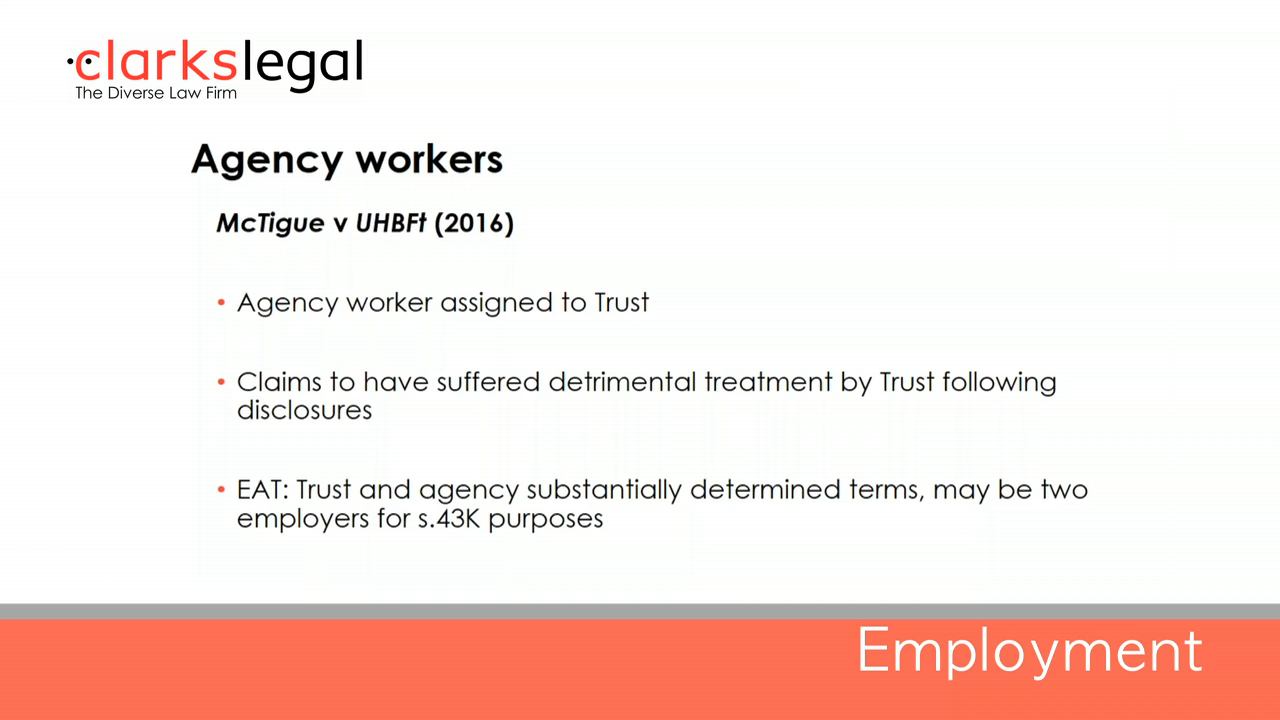 clarkslegal
The Diverse Law Firm
Agency workers
McTigue v UHBFt (2016)
• Agency worker assigned to Trust
• Claims to have suffered detrimental treatment by Trust following
disclosures
• EAT: Trust and agency substantially determined terms, may be two
employers for s.43K purposes
Employment